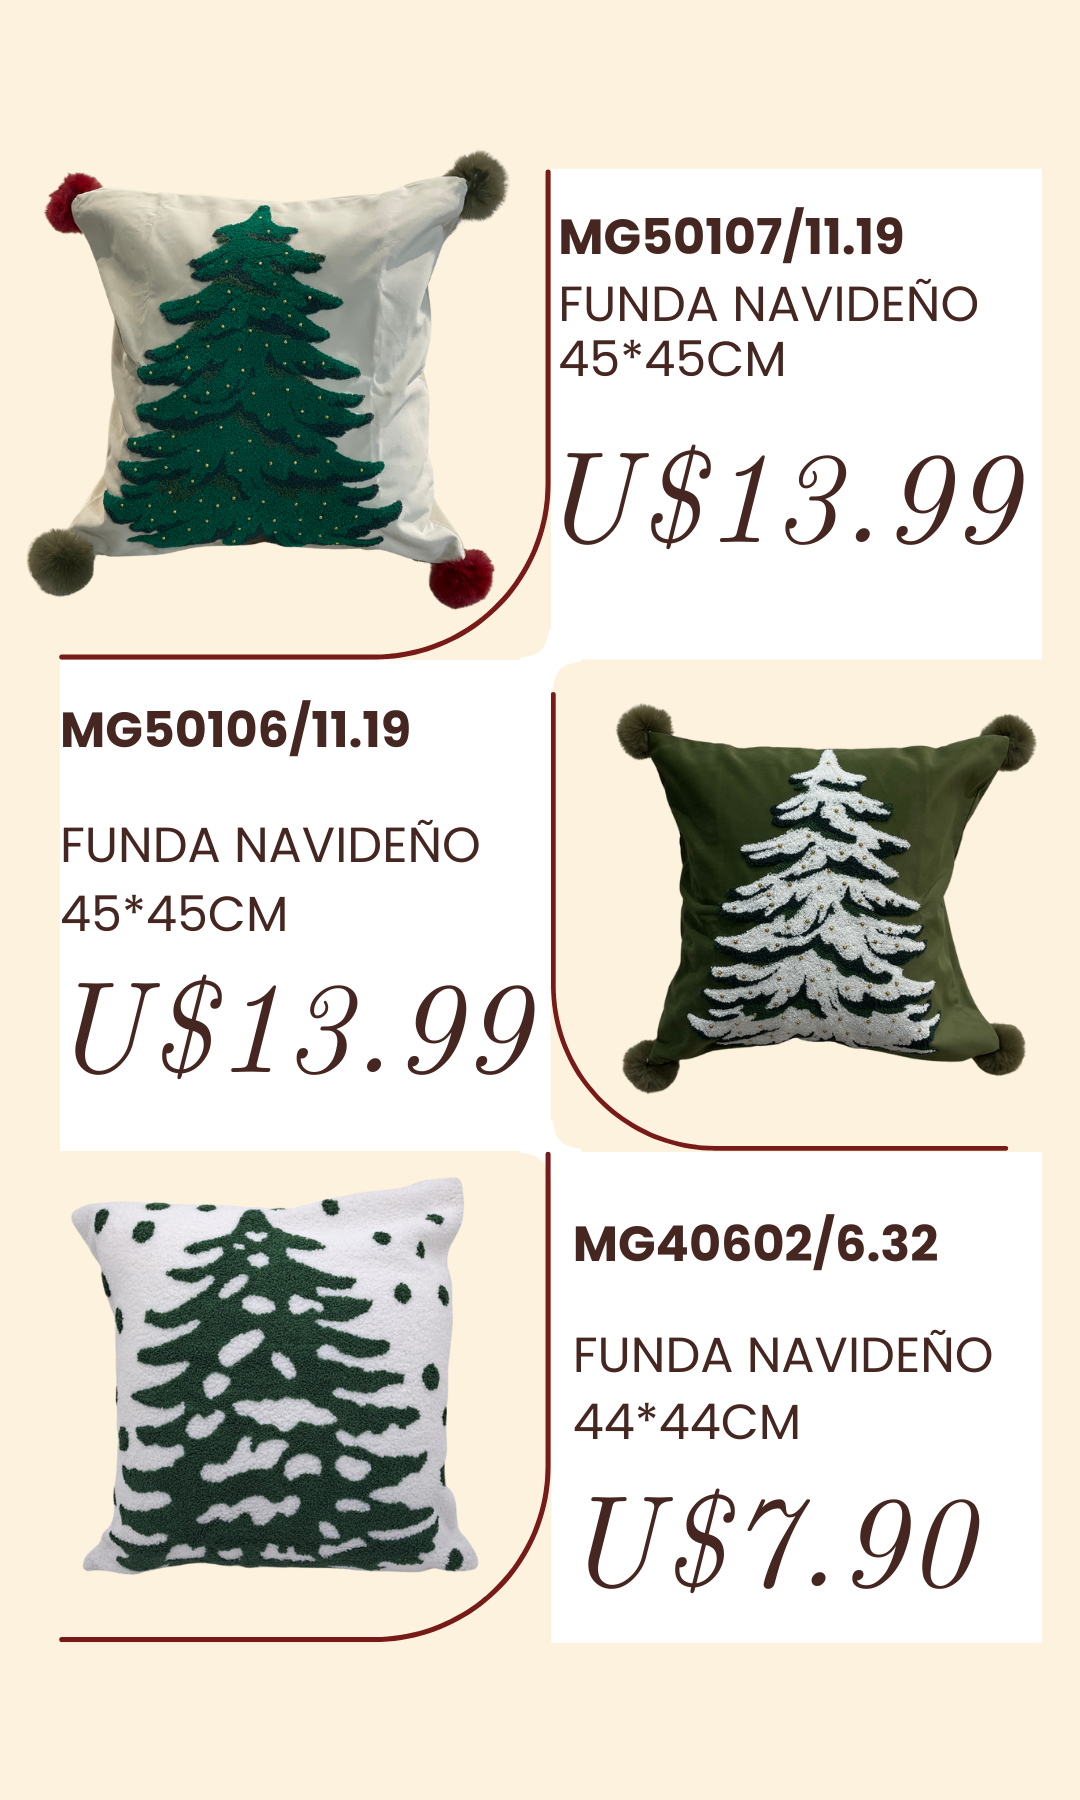 MG50107/11.19
FUNDA NAVIDEÑO
45*45CM
U$13.99
MG50106/11.19
FUNDA NAVIDEÑO
45*45CM
U$13.99
MG40602/6.32
FUNDA NAVIDEÑO
44*44CM
U$7.90